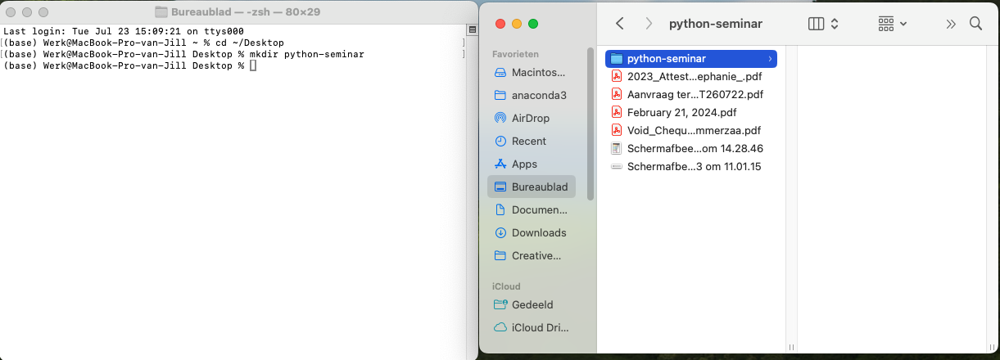 Bureaublad — -zsh — 80×29
Last login: Tue Jul 23 15:09:21 on ttys000
[(base) Werk@MacBook-Pro-van-Jill ~ % cd ~/Desktop ]
[(base) Werk@MacBook-Pro-van-Jill Desktop % mkdir python-seminar ]
(base) Werk@MacBook-Pro-van-Jill Desktop %
python-seminar
Favorieten
Macintos...
anaconda3
AirDrop
Recent
Apps
Bureaublad
Documen...
Downloads
Creative...
iCloud
Gedeeld
iCloud Dri...
python-seminar
2023_Attest...ephanie_.pdf
Aanvraag ter...T260722.pdf
February 21, 2024.pdf
Void_Chequ...mmerzaa.pdf
Schermafbee...om 14.28.46
Schermafbe...3 om 11.01.15